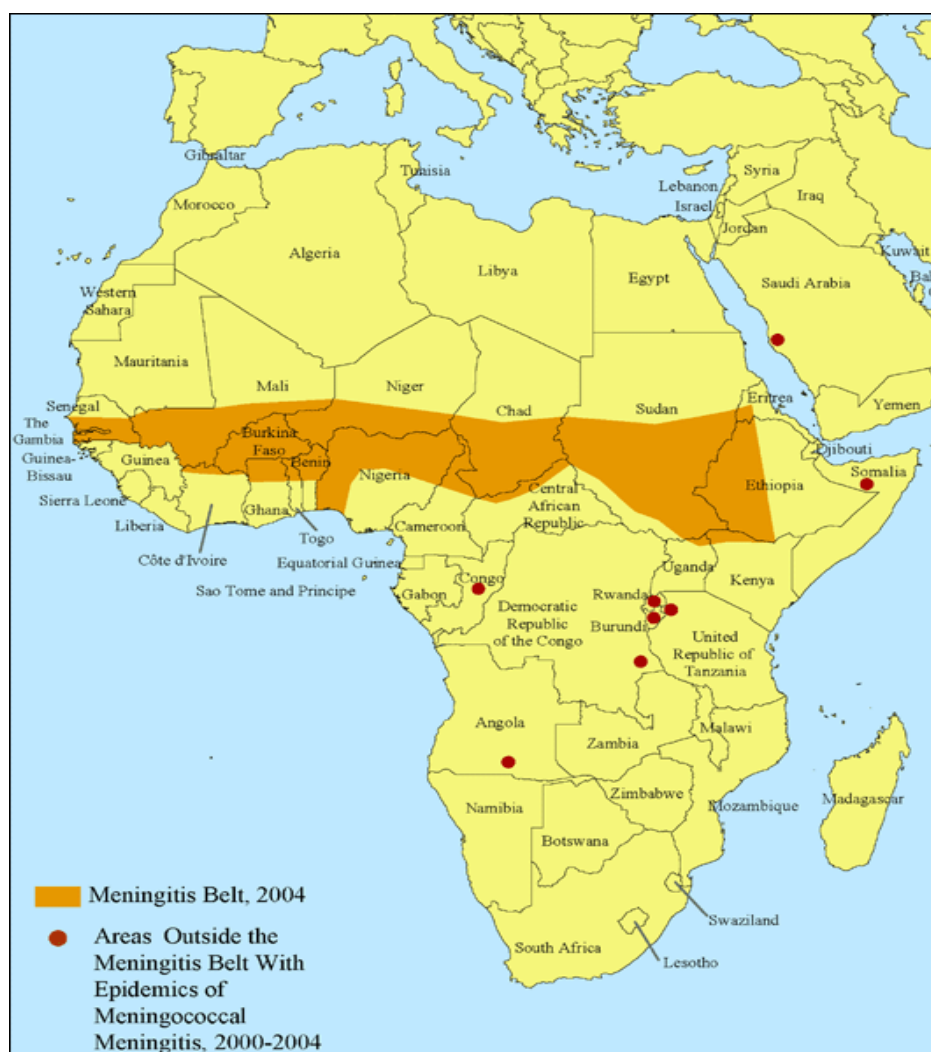 Gibraltar
Tunisia
Syria
Lebanon
Iraq
Israel
Morocco
Jordan
Kuwait
Algeria
Libya
Egypt
Saudi Arabia
Western
Sahara
Mauritania
Mali
Niger
Chad
Sudan
Eritrea
Yemen
Senegal
The
Gambia
Burkina
Faso
Djibouti
Guinea-
Bissau
Guinea
Benin
Nigeria
Somalia
Ethiopia
Central
African
Republic
Sierra Leone
Ghana
Liberia
Cameroon
Togo
Côte d'Ivoire
Equatorial Guinea
Uganda
Kenya
Sao Tome and Principe
Gabon
Congo
Rwanda
Democratic
Republic
of the Congo
Burundi
United
Republic of
Tanzania
Angola
Zambia
Malawi
Namibia
Zimbabwe
Mozambique
Madagascar
Botswana
Swaziland
South Africa
Lesotho
Meningitis Belt, 2004
Areas Outside the
Meningitis Belt With
Epidemics of
Meningococcal
Meningitis, 2000-2004